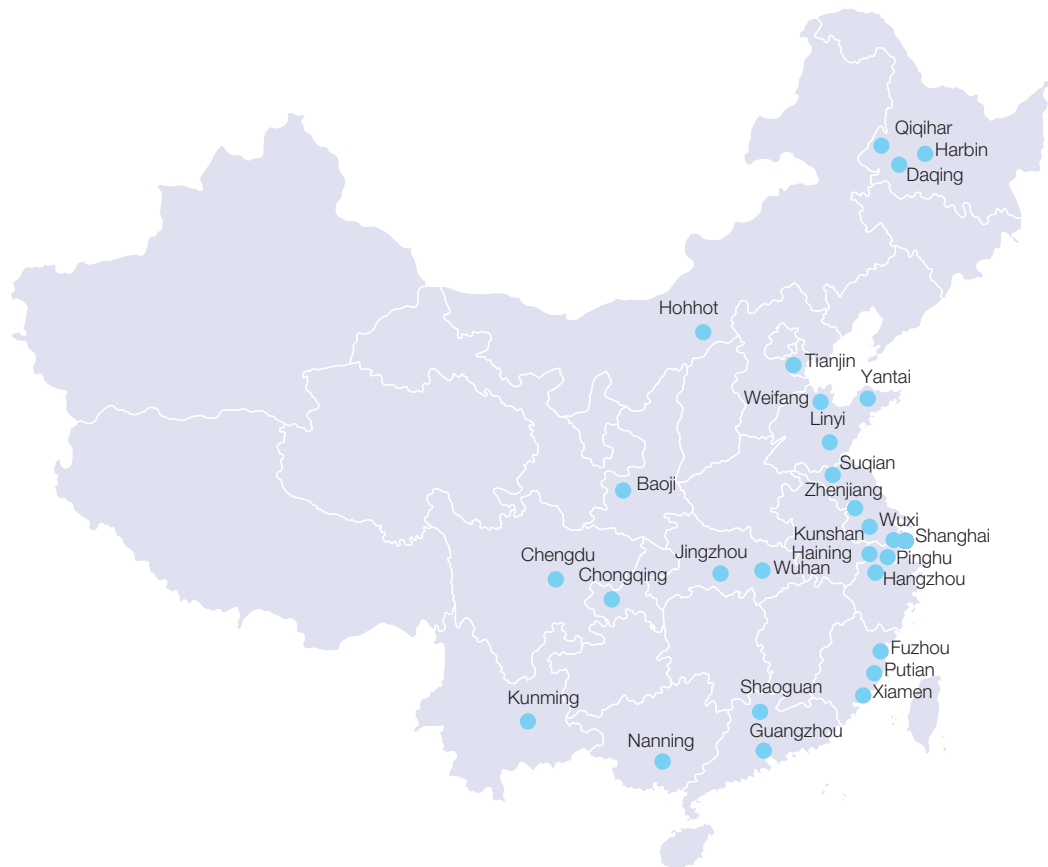 Qiqihar
Harbin
Daqing
Hohhot
Tianjin
Yantai
Weifang
Linyi
Suqian
Baoji
Zhenjiang
Wuxi
Kunshan
Shanghai
Haining
Pinghu
Chengdu
Jingzhou
Wuhan
Chongqing
Hangzhou
Fuzhou
Putian
Shaoguan
Xiamen
Kunming
Guangzhou
Nanning